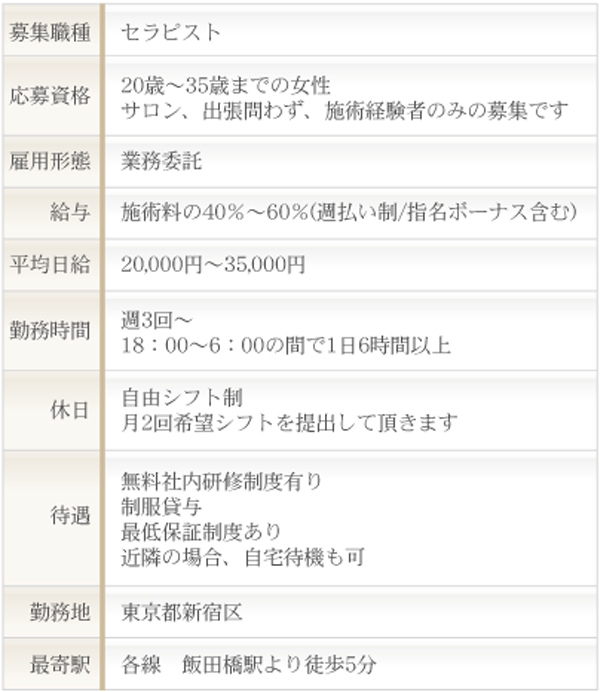 募集職種 セラピスト
応募資格 20歳～35歳までの女性
サロン、出張問わず、施術経験者のみの募集です
雇用形態 業務委託
給与 施術料の40％～60％(週払い制/指名ボーナス含む)
平均日給 20,000円～35,000円
勤務時間 週3回～
18：00～6：00の間で1日6時間以上
休日 自由シフト制
月2回希望シフトを提出して頂きます
待遇 無料社内研修制度有り
制服貸与
最低保証制度あり
近隣の場合、自宅待機も可
勤務地 東京都新宿区
最寄駅 各線　飯田橋駅より徒歩5分